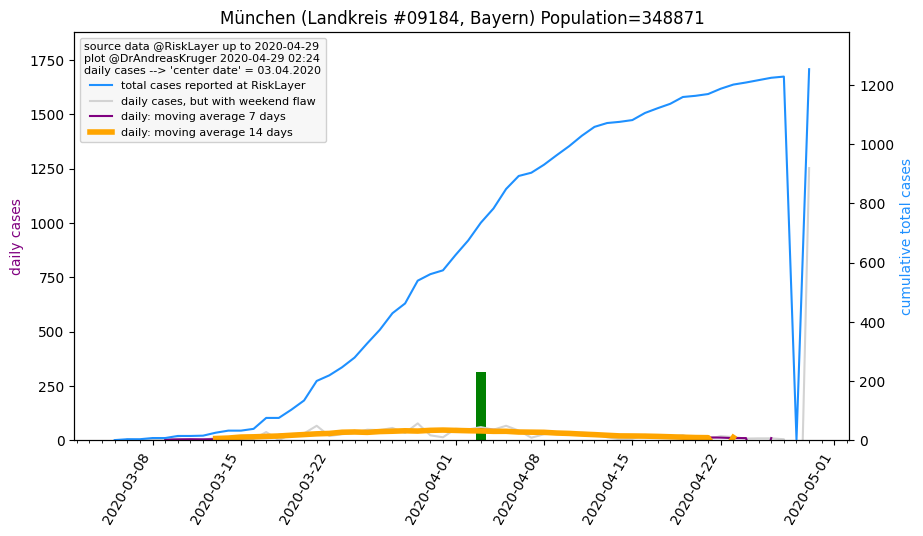 München (Landkreis #09184, Bayern) Population=348871
source data @RiskLayer up to 2020-04-29
plot @DrAndreasKruger 2020-04-29 02:24
daily cases --> 'center date' = 03.04.2020
total cases reported at RiskLayer
daily cases, but with weekend flaw
daily: moving average 7 days
daily: moving average 14 days
daily cases
1750
1500
1250
1000
750
500
250
0
cumulative total cases
1200
1000
800
600
400
200
0
2020-03-08
2020-03-15
2020-03-22
2020-04-01
2020-04-08
2020-04-15
2020-04-22
2020-05-01